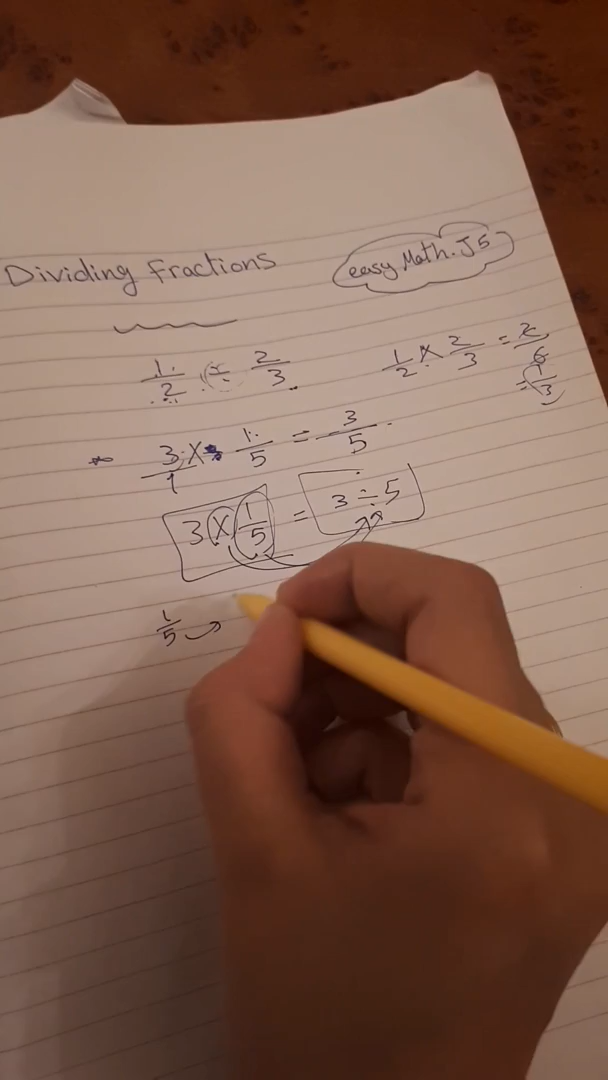 Dividing fractions
easy Math.J5
1/2 ÷ 2/3
1/2 × 2/3 = 2/6
= 1/3
3/1 × 1/5 = 3/5
3 × 1/5 = 3 ÷ 5
1/5